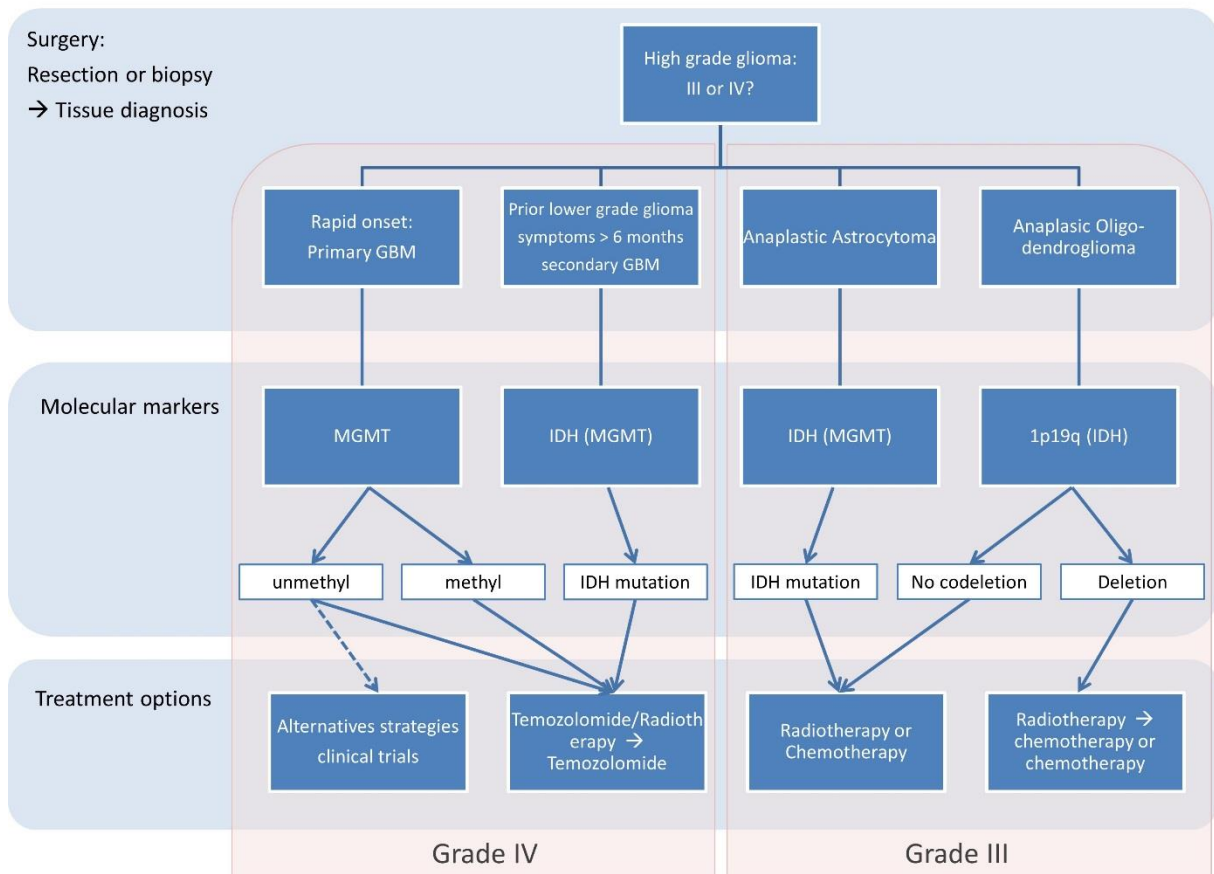 Surgery:
Resection or biopsy
→ Tissue diagnosis
High grade glioma:
III or IV?
Rapid onset:
Primary GBM
Prior lower grade glioma
symptoms > 6 months
secondary GBM
Anaplastic Astrocytoma
Anaplasic Oligo-
dendroglioma
Molecular markers
MGMT
IDH (MGMT)
IDH (MGMT)
1p19q (IDH)
unmethyl
methyl
IDH mutation
IDH mutation
No codeletion
Deletion
Treatment options
Alternatives strategies
clinical trials
Temozolomide/Radioth
erapy →
Temozolomide
Radiotherapy or
Chemotherapy
Radiotherapy →
chemotherapy or
chemotherapy
Grade IV
Grade III